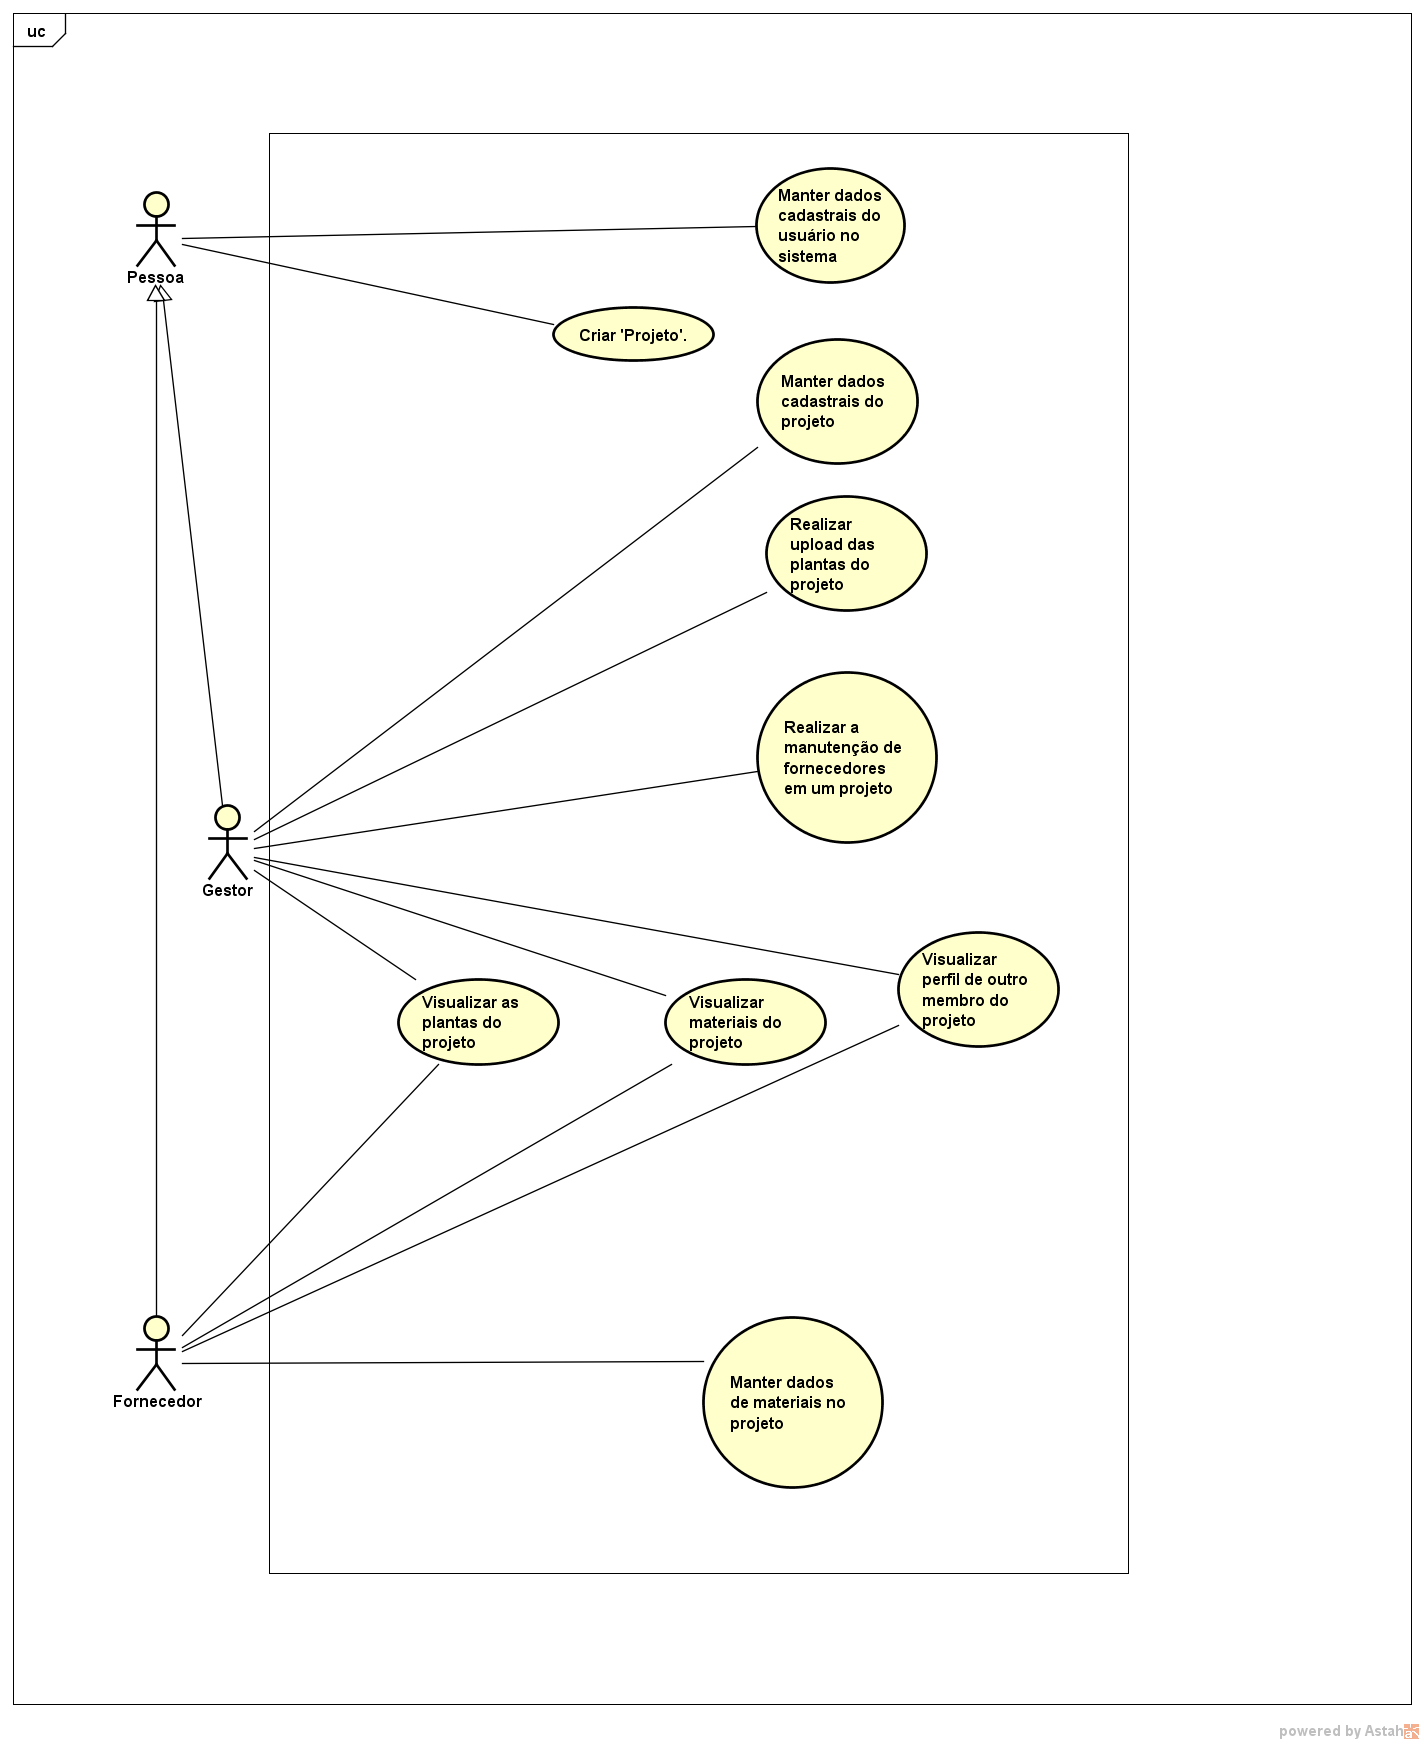 uc
Pessoa
Manter dados
cadastrais do
usuário no
sistema
Criar 'Projeto'.
Manter dados
cadastrais do
projeto
Realizar
upload das
plantas do
projeto
Realizar a
manutenção de
fornecedores
em um projeto
Gestor
Visualizar as
plantas do
projeto
Visualizar
materiais do
projeto
Visualizar
perfil de outro
membro do
projeto
Fornecedor
Manter dados
de materiais no
projeto
powered by Astah